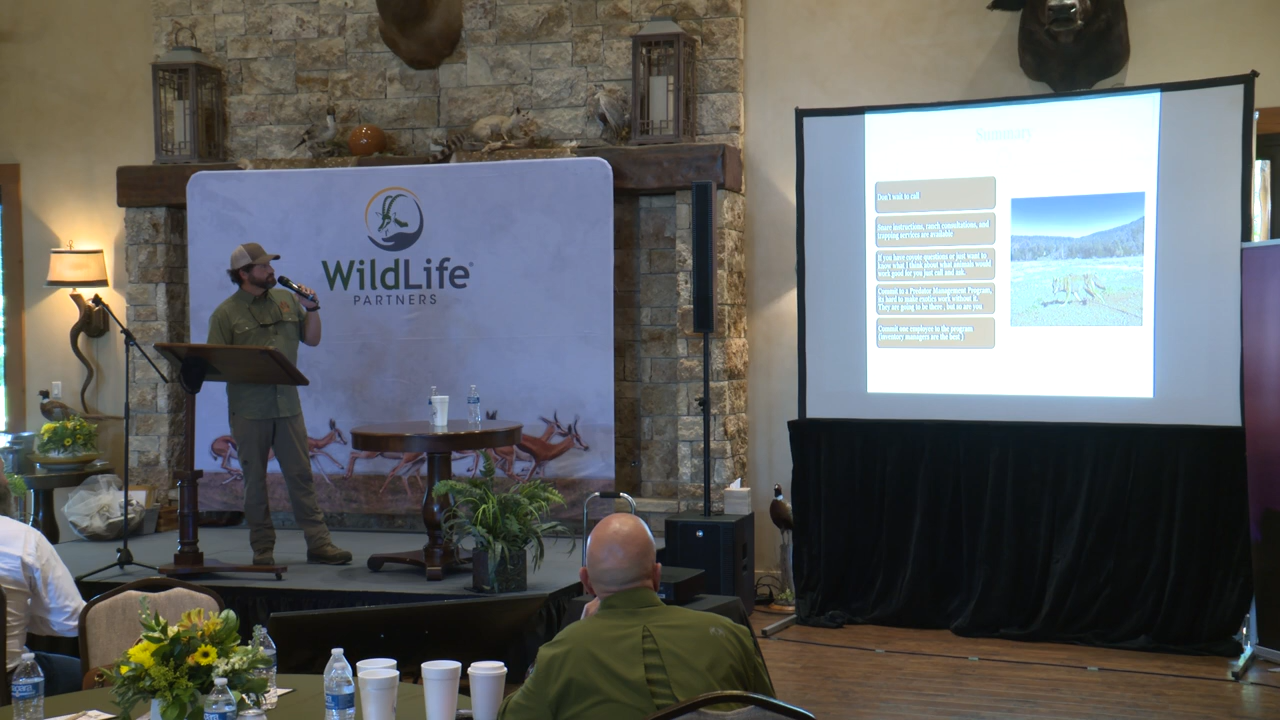 WildLife®
PARTNERS
Summary
Don't wait to call
Snare instructions, ranch consultations, and
trapping services are available
If you have coyote questions or just want to
know what I think about what animals would
work good for you just call and ask.
Commit to a Predator Management Program,
its hard to make exotics work without it.
They are going to be there , but so are you
Commit one employee to the program
(inventory managers are the best )